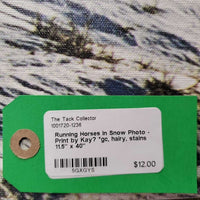 The Tack Collector
1001720-1236
Running Horses in Snow Photo -
Print by Kay? *gc, hairy, stains
11.5" x 40"
$12.00
5GXGYS